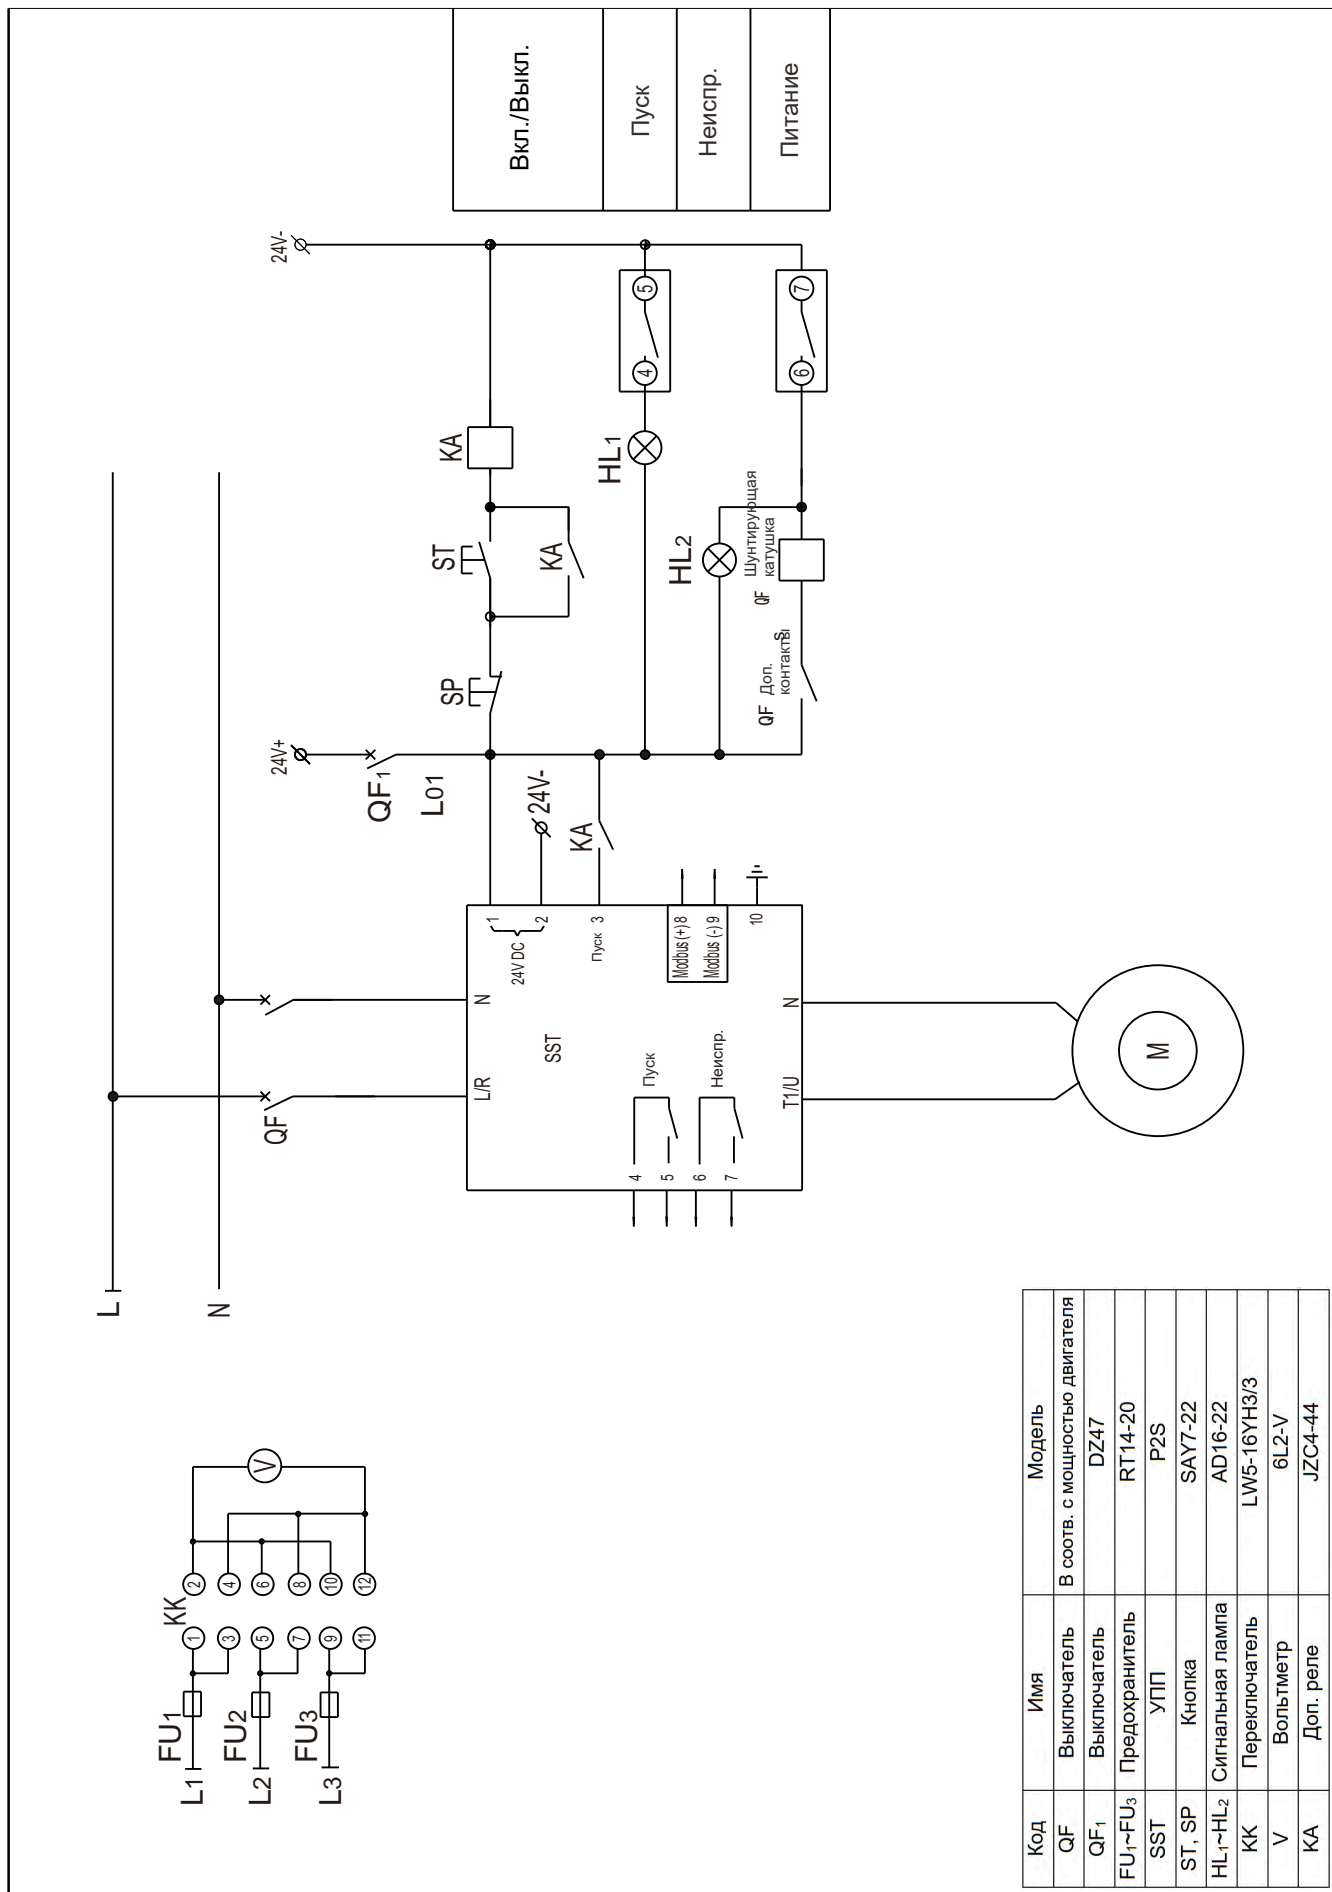 24V-
Вкл./Выкл.
Пуск
Неиспр.
Питание
5
4
7
6
KA
ST
KA
SP
HL1
HL2
Шунтирующая
катушка
QF
Доп.
контакты
S
QF
24V+
QF1
L01
24V-
KA
1
2
24V DC
Пуск 3
Modbus (+) 8
Modbus (-) 9
10
N
L/R
SST
Пуск
Неиспр.
N
T1/U
4
5
6
7
QF
M
L
N
V
KK
2
4
6
8
10
12
1
3
5
7
9
11
FU1
FU2
FU3
L1
L2
L3
Код Имя Модель
QF Выключатель В соотв. с мощностью двигателя
QF1 Выключатель DZ47
FU1~FU3 Предохранитель RT14-20
SST УПП P2S
ST, SP Кнопка SAY7-22
HL1~HL2 Сигнальная лампа AD16-22
KK Переключатель LW5-16YH3/3
V Вольтметр 6L2-V
KA Доп. реле JZC4-44